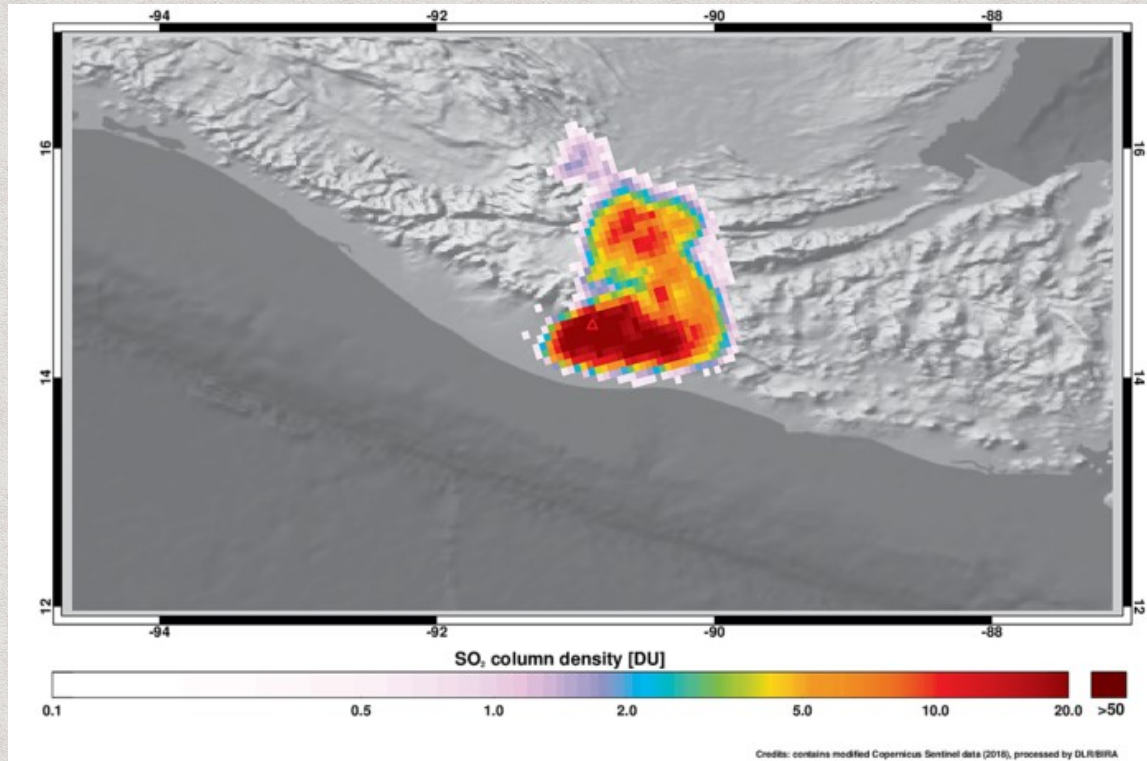 -94 -92 -90 -88
16 16
14 14
12 12
-94 -92 -90 -88
SO₂ column density [DU]
0.1 0.5 1.0 2.0 5.0 10.0 20.0 >50
Credits: contains modified Copernicus Sentinel data (2018), processed by DLR/BIRA